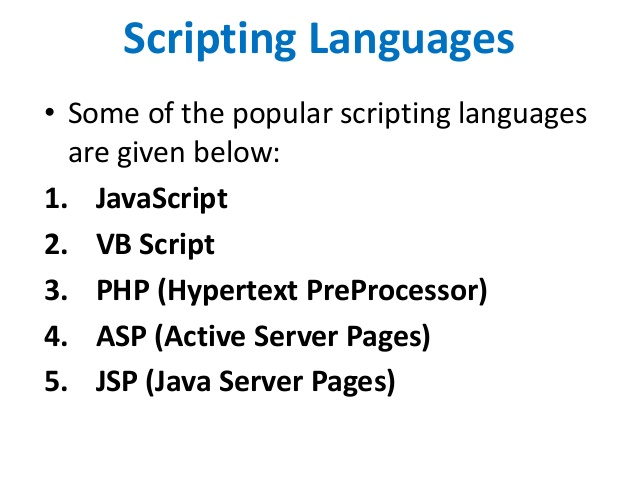 Scripting Languages
• Some of the popular scripting languages
are given below:
1. JavaScript
2. VB Script
3. PHP (Hypertext PreProcessor)
4. ASP (Active Server Pages)
5. JSP (Java Server Pages)